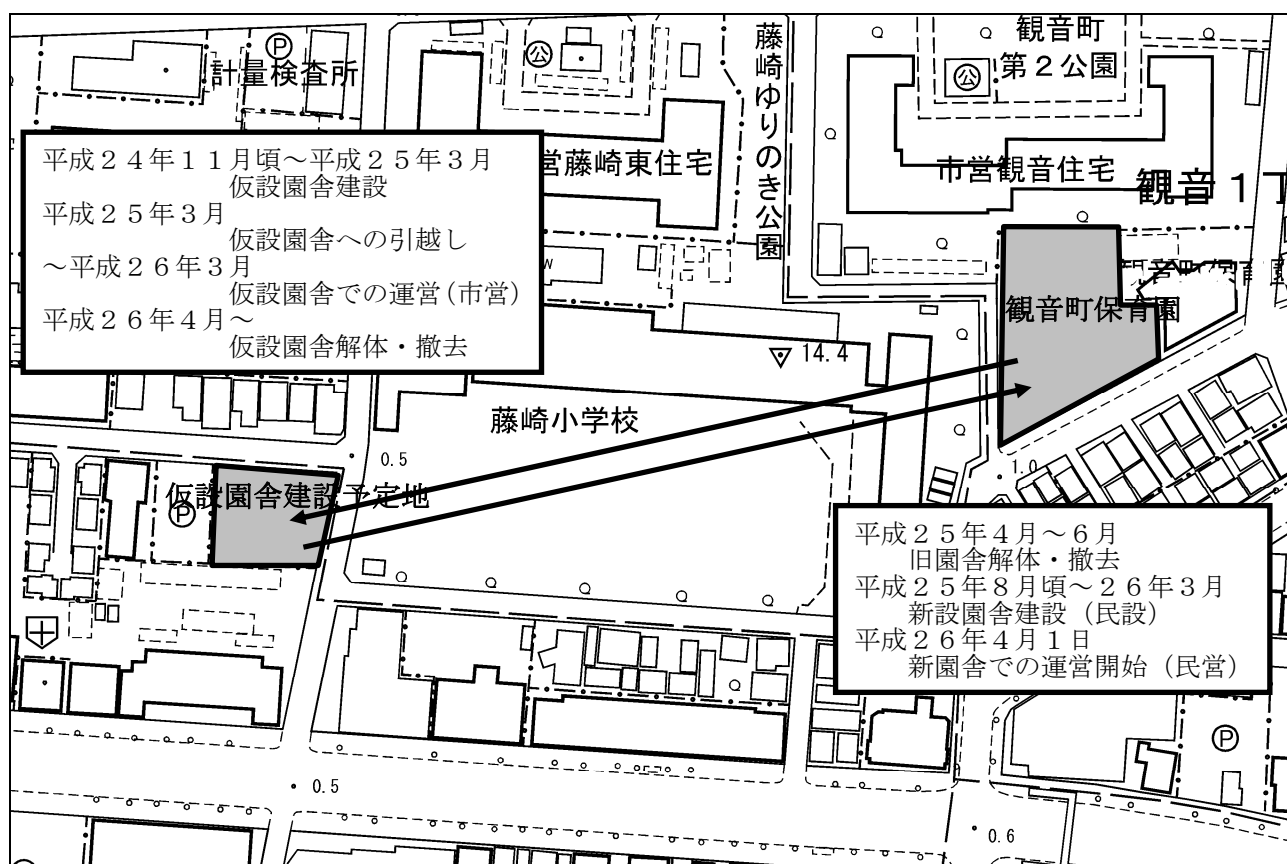 計量検査所
Ⓟ
公
藤崎ゆりのき公園
観音町
第２公園
公
営藤崎東住宅
市営観音住宅
観音１丁
平成２４年１１月頃～平成２５年３月
仮設園舎建設
平成２５年３月
仮設園舎への引越し
～平成２６年３月
仮設園舎での運営（市営）
平成２６年４月～
仮設園舎解体・撤去
観音町保育園
観音町保育園
14.4
藤崎小学校
0.5
仮設園舎建設予定地
Ⓟ
1.0
平成２５年４月～６月
旧園舎解体・撤去
平成２５年８月頃～２６年３月
新設園舎建設（民設）
平成２６年４月１日
新園舎での運営開始（民営）
Ⓟ
0.5
0.6